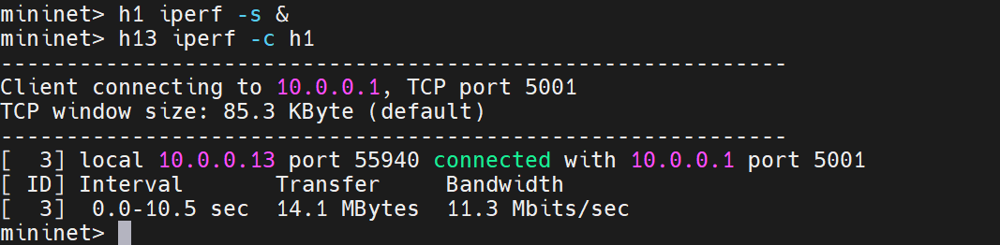 mininet> h1 iperf -s &
mininet> h13 iperf -c h1
------------------------------------------------------------
Client connecting to 10.0.0.1, TCP port 5001
TCP window size: 85.3 KByte (default)
------------------------------------------------------------
[  3] local 10.0.0.13 port 55940 connected with 10.0.0.1 port 5001
[ ID] Interval       Transfer     Bandwidth
[  3]  0.0-10.5 sec  14.1 MBytes  11.3 Mbits/sec
mininet>